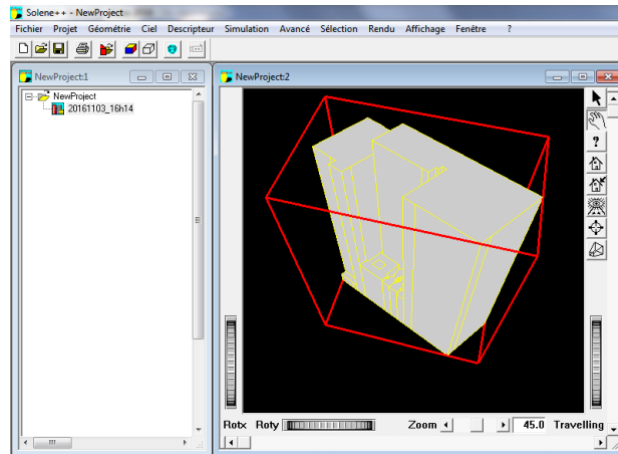 Solene++ - NewProject
Fichier Projet Géométrie Ciel Descripteur Simulation Avancé Sélection Rendu Affichage Fenêtre ?
NewProject:1
NewProject
20161103_16h14
NewProject:2
?
Rotx Roty Zoom 45.0 Travelling